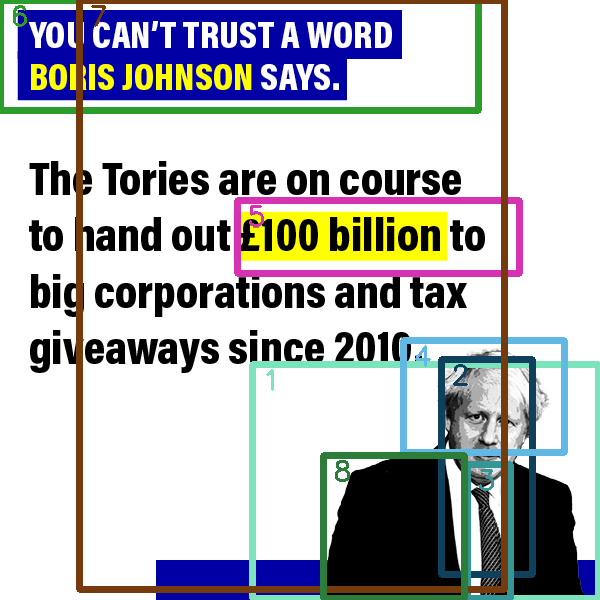 YOU CAN'T TRUST A WORD
BORIS JOHNSON SAYS.
The Tories are on course
to hand out £100 billion to
big corporations and tax
giveaways since 2010.